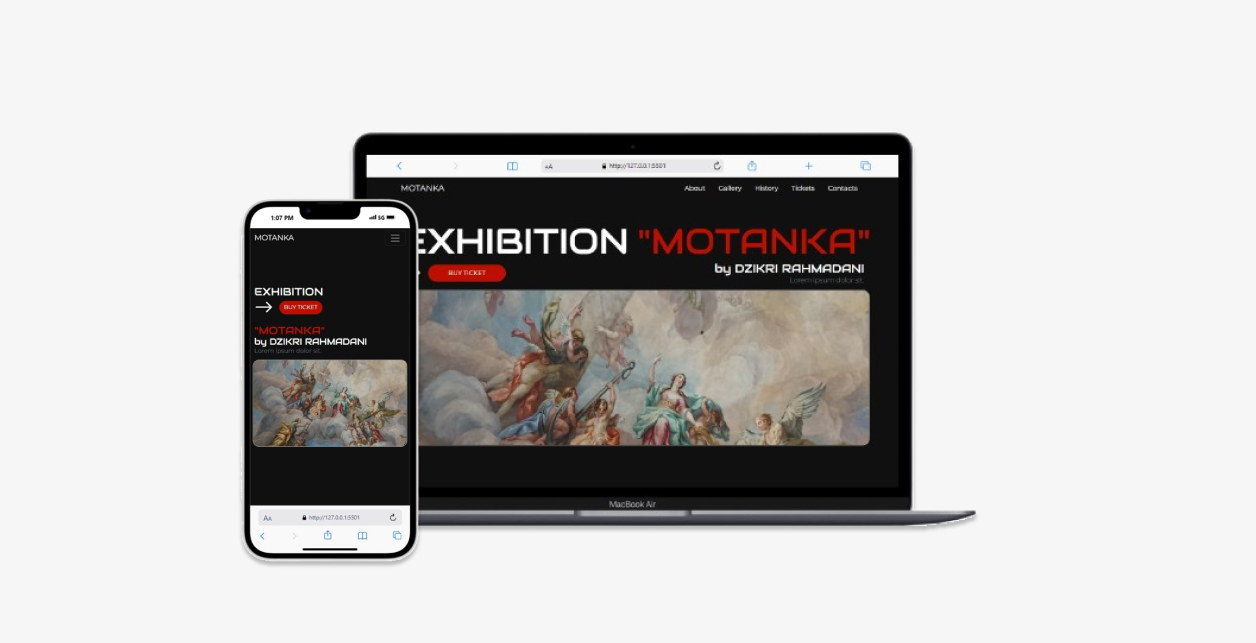 1:07 PM
5G
MOTANKA
EXHIBITION
BUY TICKET
"MOTANKA"
by DZIKRI RAHMADANI
Lorem ipsum dolor sit.
AA
http://127.0.0.1:5501
AA
http://127.0.0.1:5501
MOTANKA
About Gallery History Tickets Contacts
EXHIBITION "MOTANKA"
by DZIKRI RAHMADANI
BUY TICKET
Lorem ipsum dolor sit.
MacBook Air